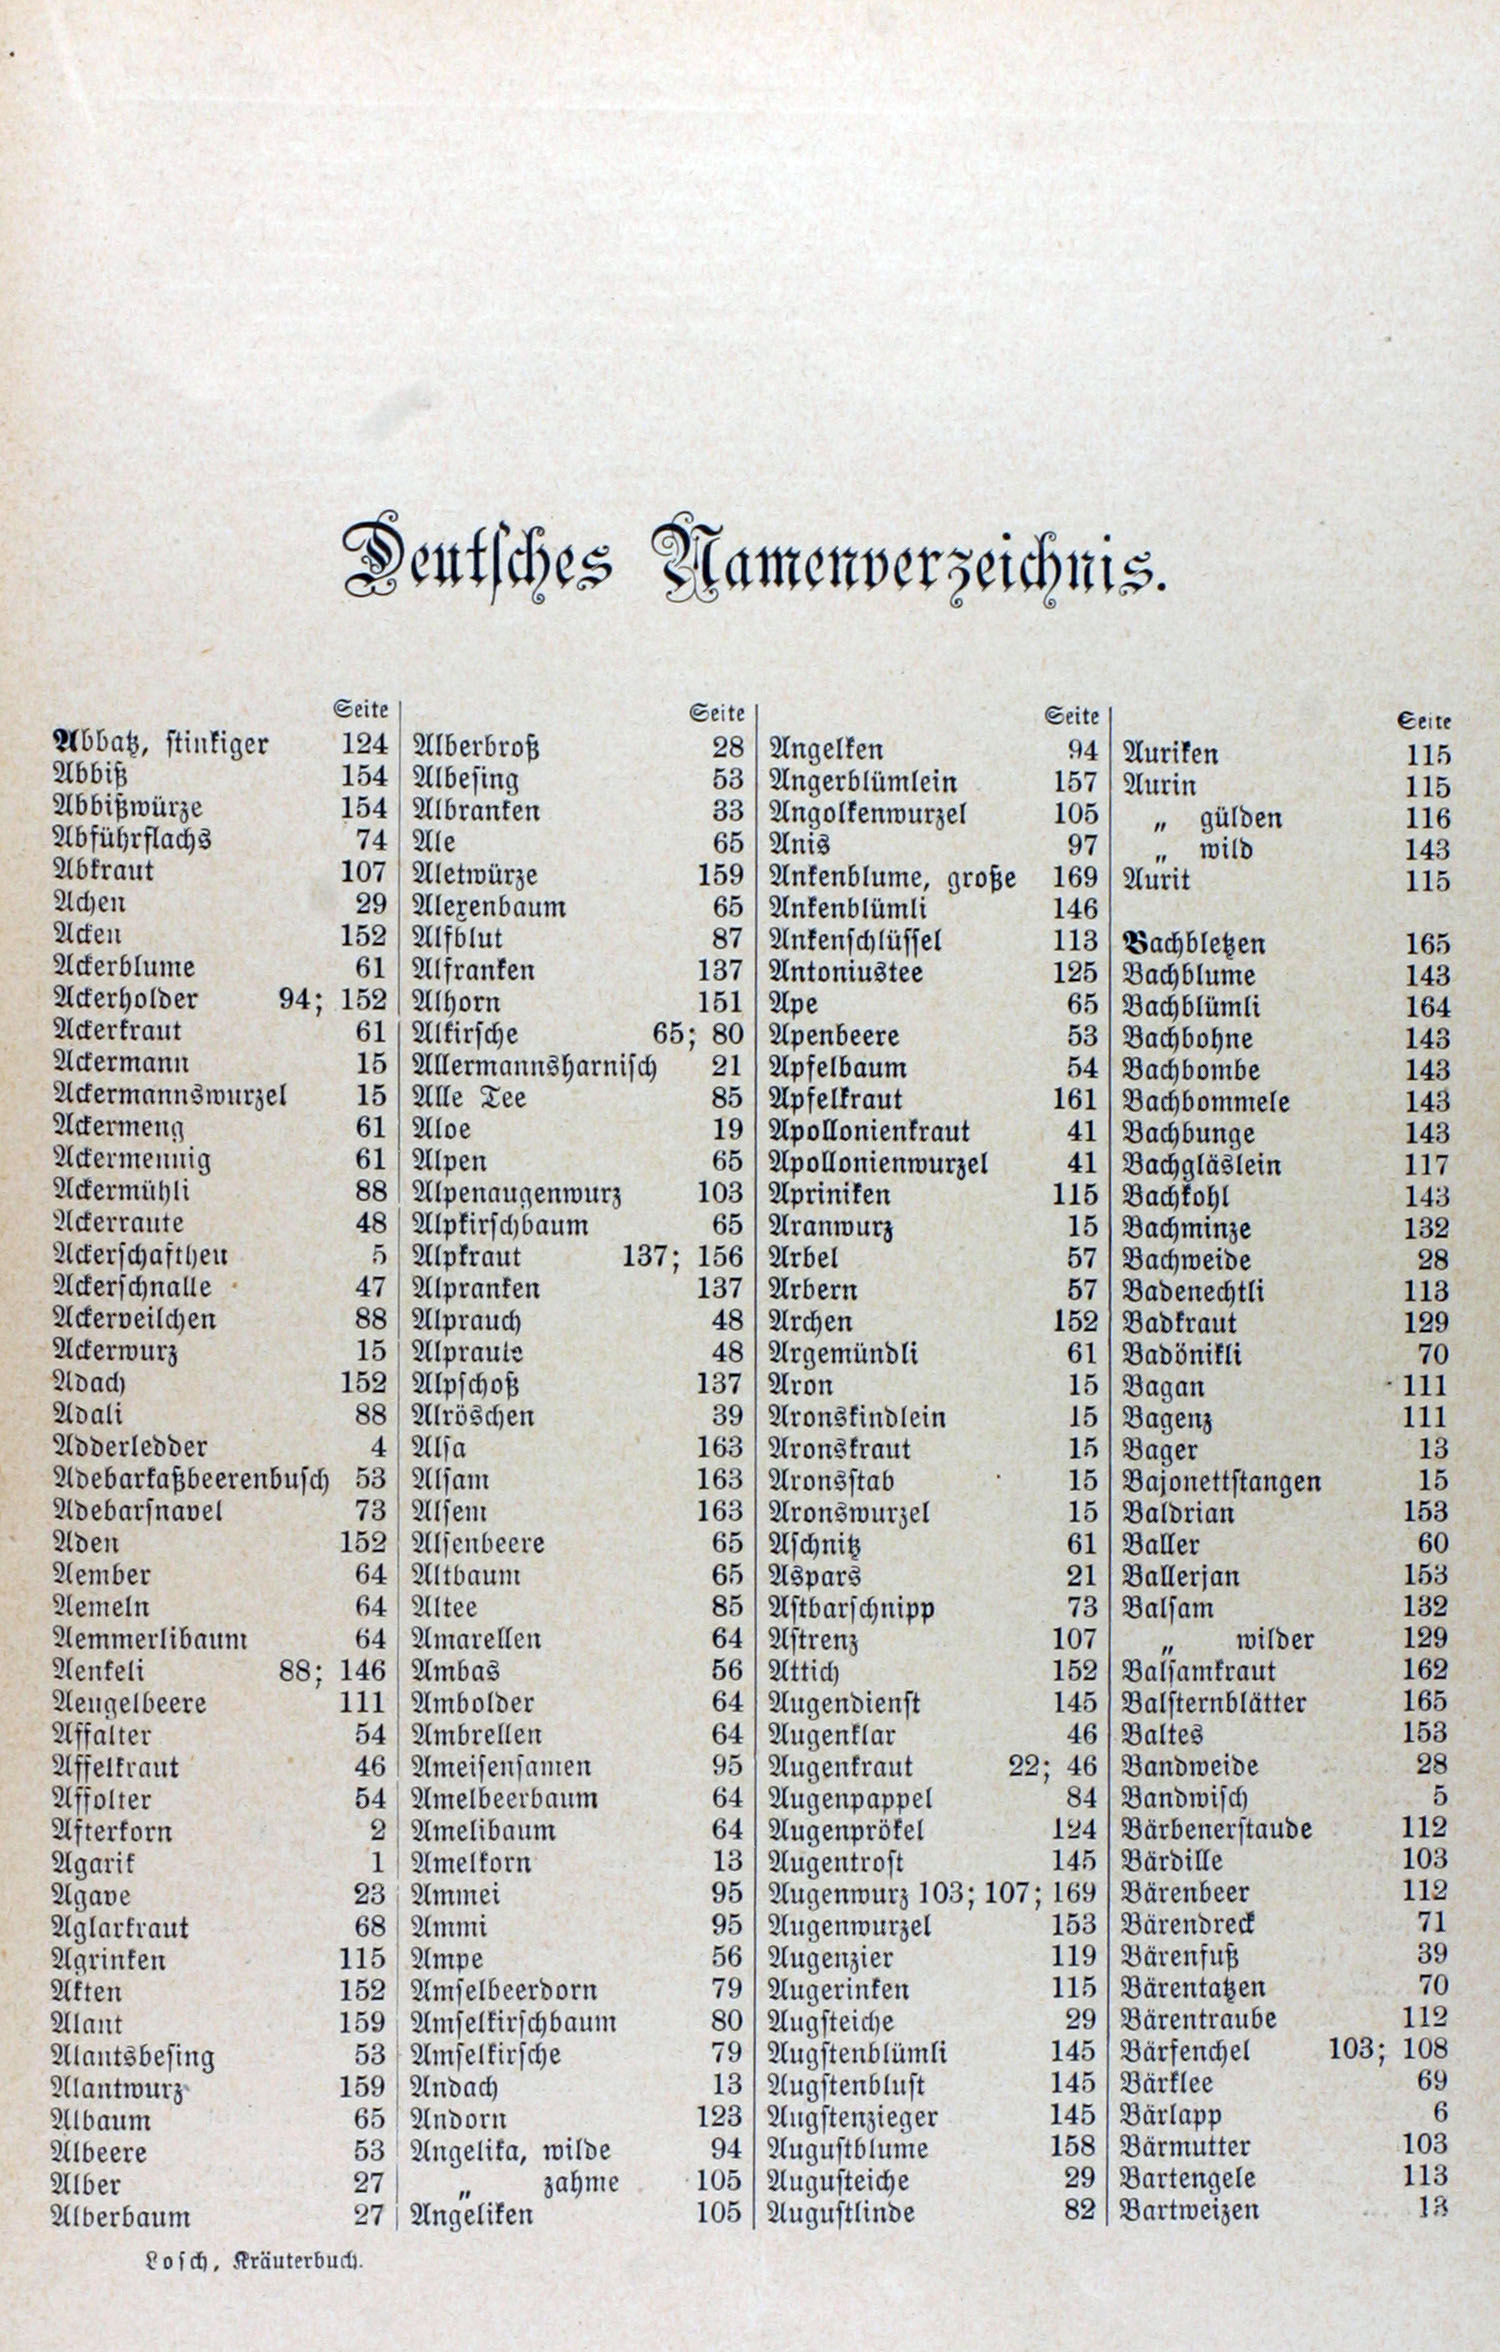 Deutsches Namenverzeichnis.
Seite
Abbatz, stinkiger 124
Abbiß 154
Abbißwürze 154
Abführflachs 74
Abkraut 107
Achen 29
Acken 152
Ackerblume 61
Ackerholder 94; 152
Ackerkraut 61
Ackermann 15
Ackermannswurzel 15
Ackermeng 61
Ackermennig 61
Ackermühli 88
Ackerraute 48
Ackerschaftheu 5
Ackerschnalle 47
Ackerveilchen 88
Ackerwurz 15
Adach 152
Adali 88
Adderledder 4
Adebarkaßbeerenbusch 53
Adebarsnavel 73
Aden 152
Aember 64
Aemeln 64
Aemmerlibaum 64
Aenkeli 88; 146
Aeugelbeere 111
Affalter 54
Affelkraut 46
Affolter 54
Afterkorn 2
Agarik 1
Agave 23
Aglarkraut 68
Agrinken 115
Akten 152
Alant 159
Alantsbesing 53
Alantwurz 159
Albaum 65
Albeere 53
Alber 27
Alberbaum 27
Seite
Alberbroß 28
Albesing 53
Albranken 33
Ale 65
Aletwürze 159
Alexenbaum 65
Alfblut 87
Alfranken 137
Alhorn 151
Alkirsche 65; 80
Allermannsharnisch 21
Alle Tee 85
Aloe 19
Alpen 65
Alpenaugenwurz 103
Alpkirschbaum 65
Alpkraut 137; 156
Alpranken 137
Alprauch 48
Alpraute 48
Alpschoß 137
Alröschen 39
Alsa 163
Alsam 163
Alsem 163
Alsenbeere 65
Altbaum 65
Altee 85
Amarellen 64
Ambas 56
Ambolder 64
Ambrellen 64
Ameisensamen 95
Amelbeerbaum 64
Amelibaum 64
Amelkorn 13
Ammei 95
Ammi 95
Ampe 56
Amselbeerdorn 79
Amselkirschbaum 80
Amselkirsche 79
Andach 13
Andorn 123
Angelika, wilde 94
„ zahme 105
Angeliken 105
Seite
Angelken 94
Angerblümlein 157
Angolkenwurzel 105
Anis 97
Ankenblume, große 169
Ankenblümli 146
Ankenschlüssel 113
Antoniustee 125
Ape 65
Apenbeere 53
Apfelbaum 54
Apfelkraut 161
Apollonienkraut 41
Apollonienwurzel 41
Apriniken 115
Aranwurz 15
Arbel 57
Arbern 57
Archen 152
Argemündli 61
Aron 15
Aronskindlein 15
Aronskraut 15
Aronsstab 15
Aronswurzel 15
Aschnitz 61
Aspars 21
Astbarschnipp 73
Astrenz 107
Attich 152
Augendienst 145
Augenklar 46
Augenkraut 22; 46
Augenpappel 84
Augenprökel 124
Augentrost 145
Augenwurz 103; 107; 169
Augenwurzel 153
Augenzier 119
Augerinken 115
Augsteiche 29
Augstenblümli 145
Augstenblust 145
Augstenzieger 145
Augustblume 158
Augusteiche 29
Augustlinde 82
Seite
Auriken 115
Aurin 115
„ gülden 116
„ wild 143
Aurit 115
Bachbletzen 165
Bachblume 143
Bachblümli 164
Bachbohne 143
Bachbombe 143
Bachbommele 143
Bachbunge 143
Bachgläslein 117
Bachkohl 143
Bachminze 132
Bachweide 28
Badenechtli 113
Badkraut 129
Badönikli 70
Bagan 111
Bagenz 111
Bager 13
Bajonettstangen 15
Baldrian 153
Baller 60
Ballerjan 153
Balsam 132
„ wilder 129
Balsamkraut 162
Balsternblätter 165
Baltes 153
Bandweide 28
Bandwisch 5
Bärbenerstaude 112
Bärdille 103
Bärenbeer 112
Bärendreck 71
Bärenfuß 39
Bärentatzen 70
Bärentraube 112
Bärfenchel 103; 108
Bärklee 69
Bärlapp 6
Bärmutter 103
Bartengele 113
Bartweizen 13
Losch, Kräuterbuch.